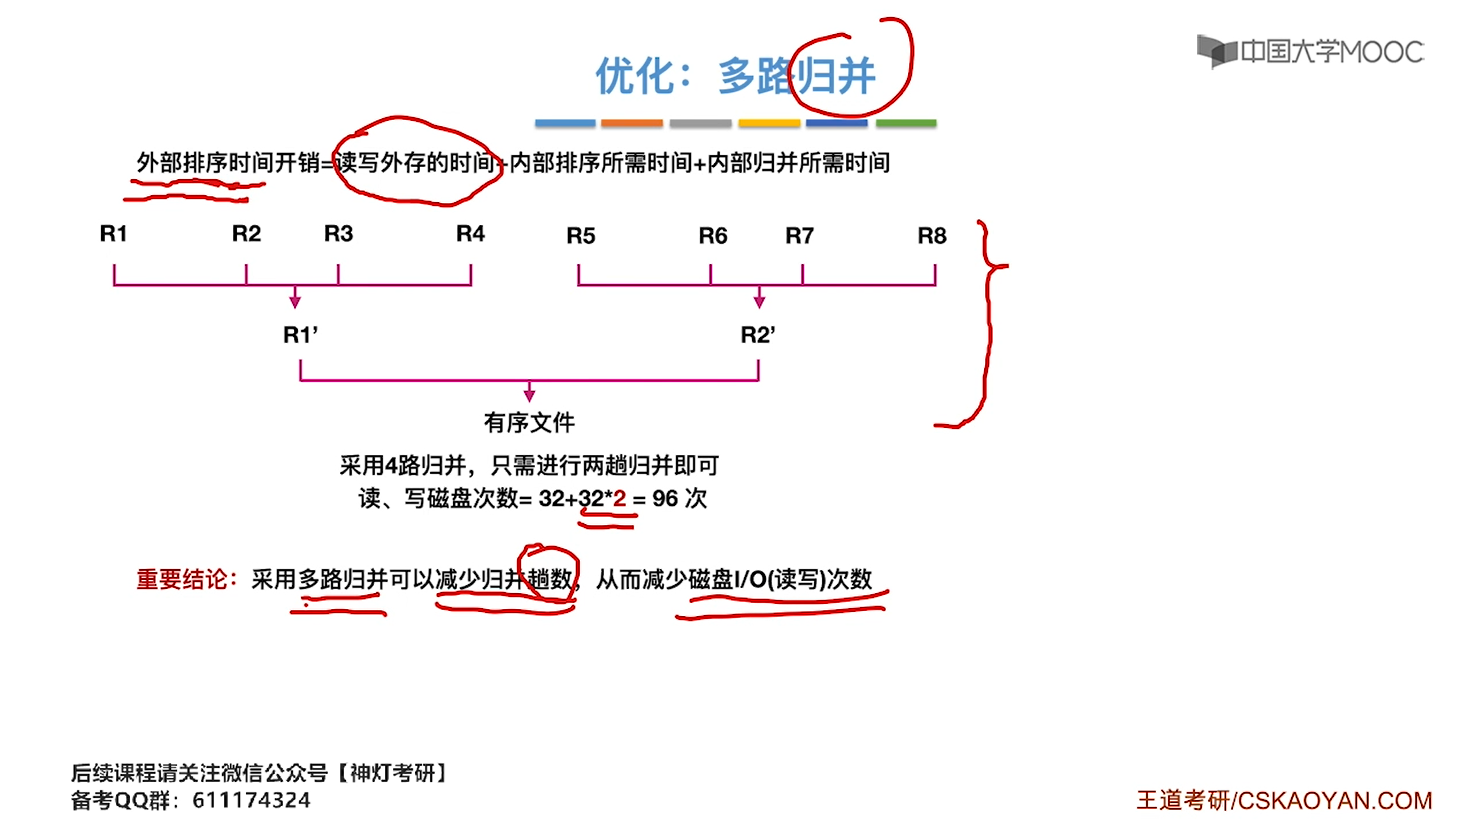 中国大学MOOC
优化：多路归并
外部排序时间开销=读写外存的时间+内部排序所需时间+内部归并所需时间
R1 R2 R3 R4 R5 R6 R7 R8
R1’ R2’
有序文件
采用4路归并，只需进行两趟归并即可
读、写磁盘次数= 32+32*2 = 96 次
重要结论：采用多路归并可以减少归并趟数，从而减少磁盘I/O(读写)次数
后续课程请关注微信公众号【神灯考研】
备考QQ群：611174324
王道考研/CSKAOYAN.COM